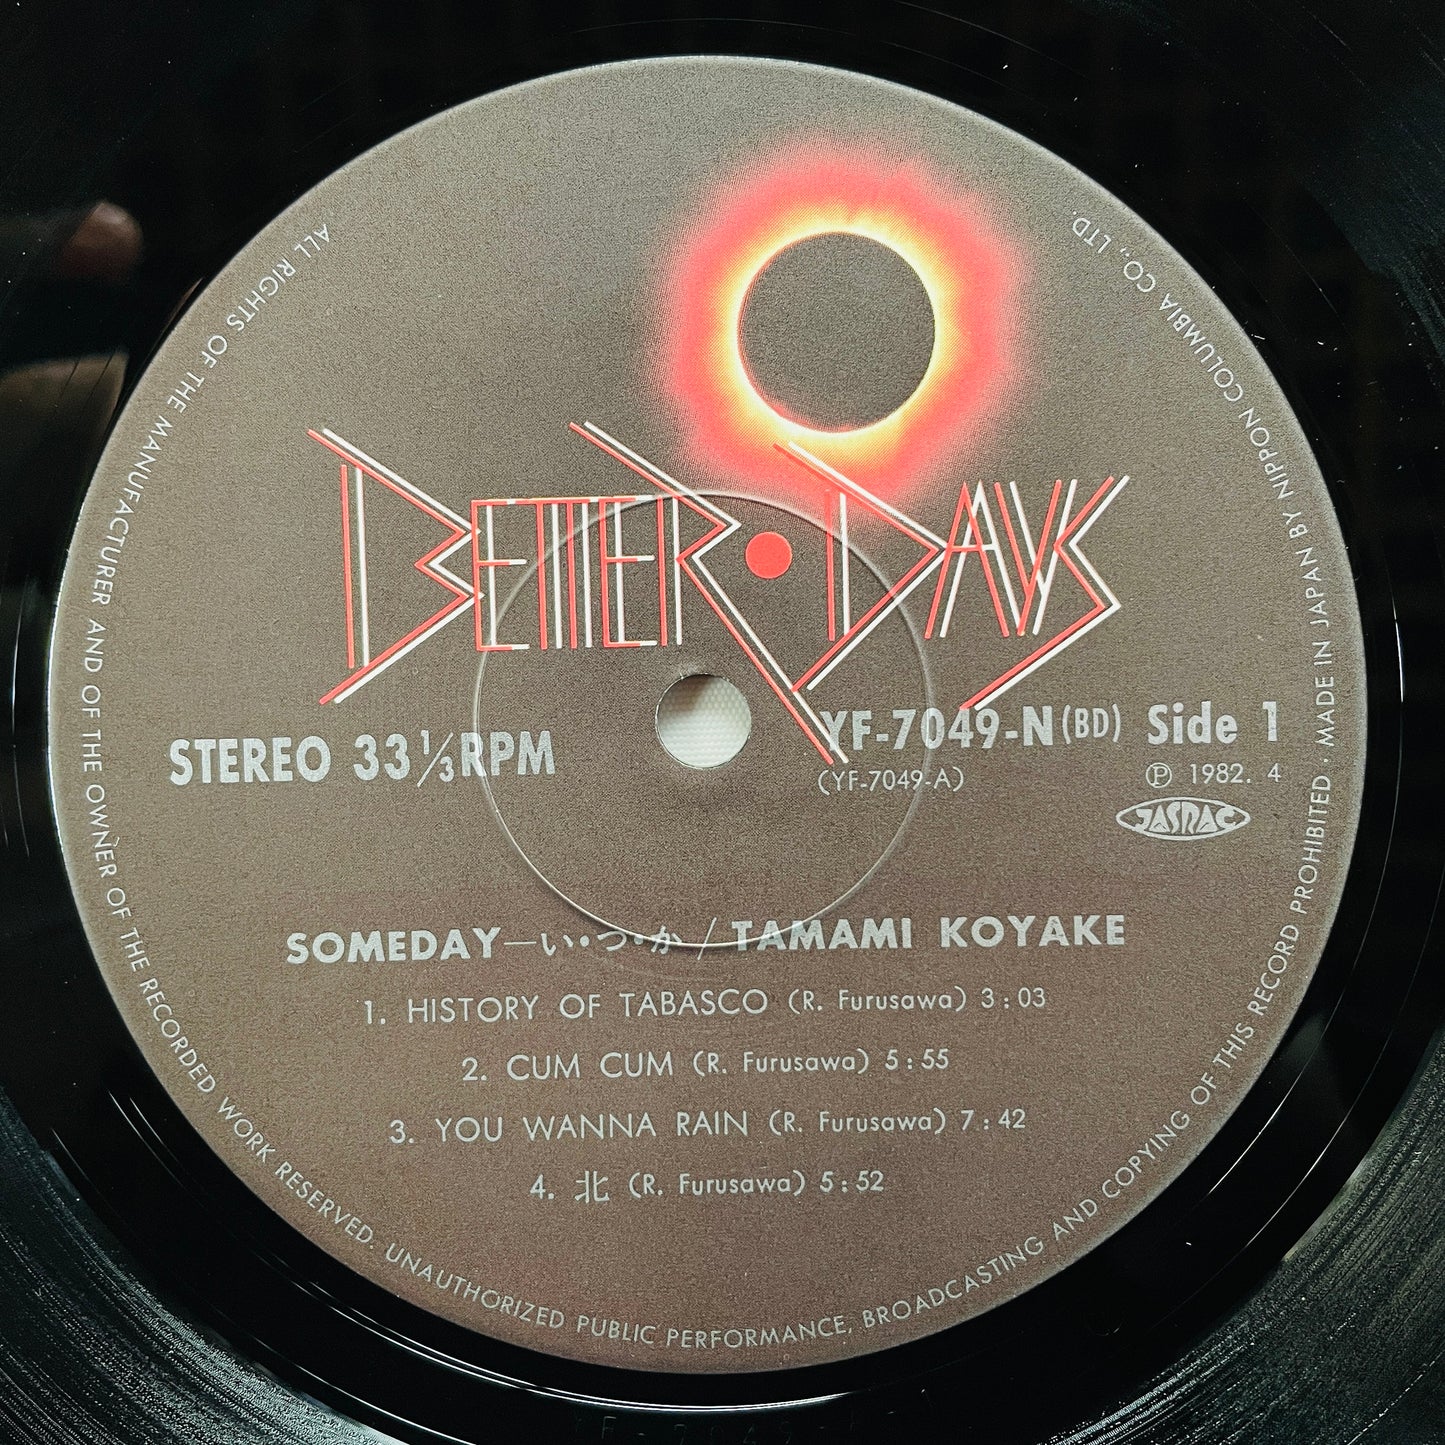 BETTER・DAYS
STEREO 33 1/3 RPM
YF-7049-N(BD) Side 1
(YF-7049-A)
Ⓟ 1982. 4
JASRAC
SOMEDAY—い・つ・か / TAMAMI KOYAKE
1. HISTORY OF TABASCO (R. Furusawa) 3:03
2. CUM CUM (R. Furusawa) 5:55
3. YOU WANNA RAIN (R. Furusawa) 7:42
4. 北 (R. Furusawa) 5:52
ALL RIGHTS OF THE MANUFACTURER AND OF THE OWNER OF THE RECORDED WORK RESERVED. UNAUTHORIZED PUBLIC PERFORMANCE, BROADCASTING AND COPYING OF THIS RECORD PROHIBITED・MADE IN JAPAN BY NIPPON COLUMBIA CO., LTD.